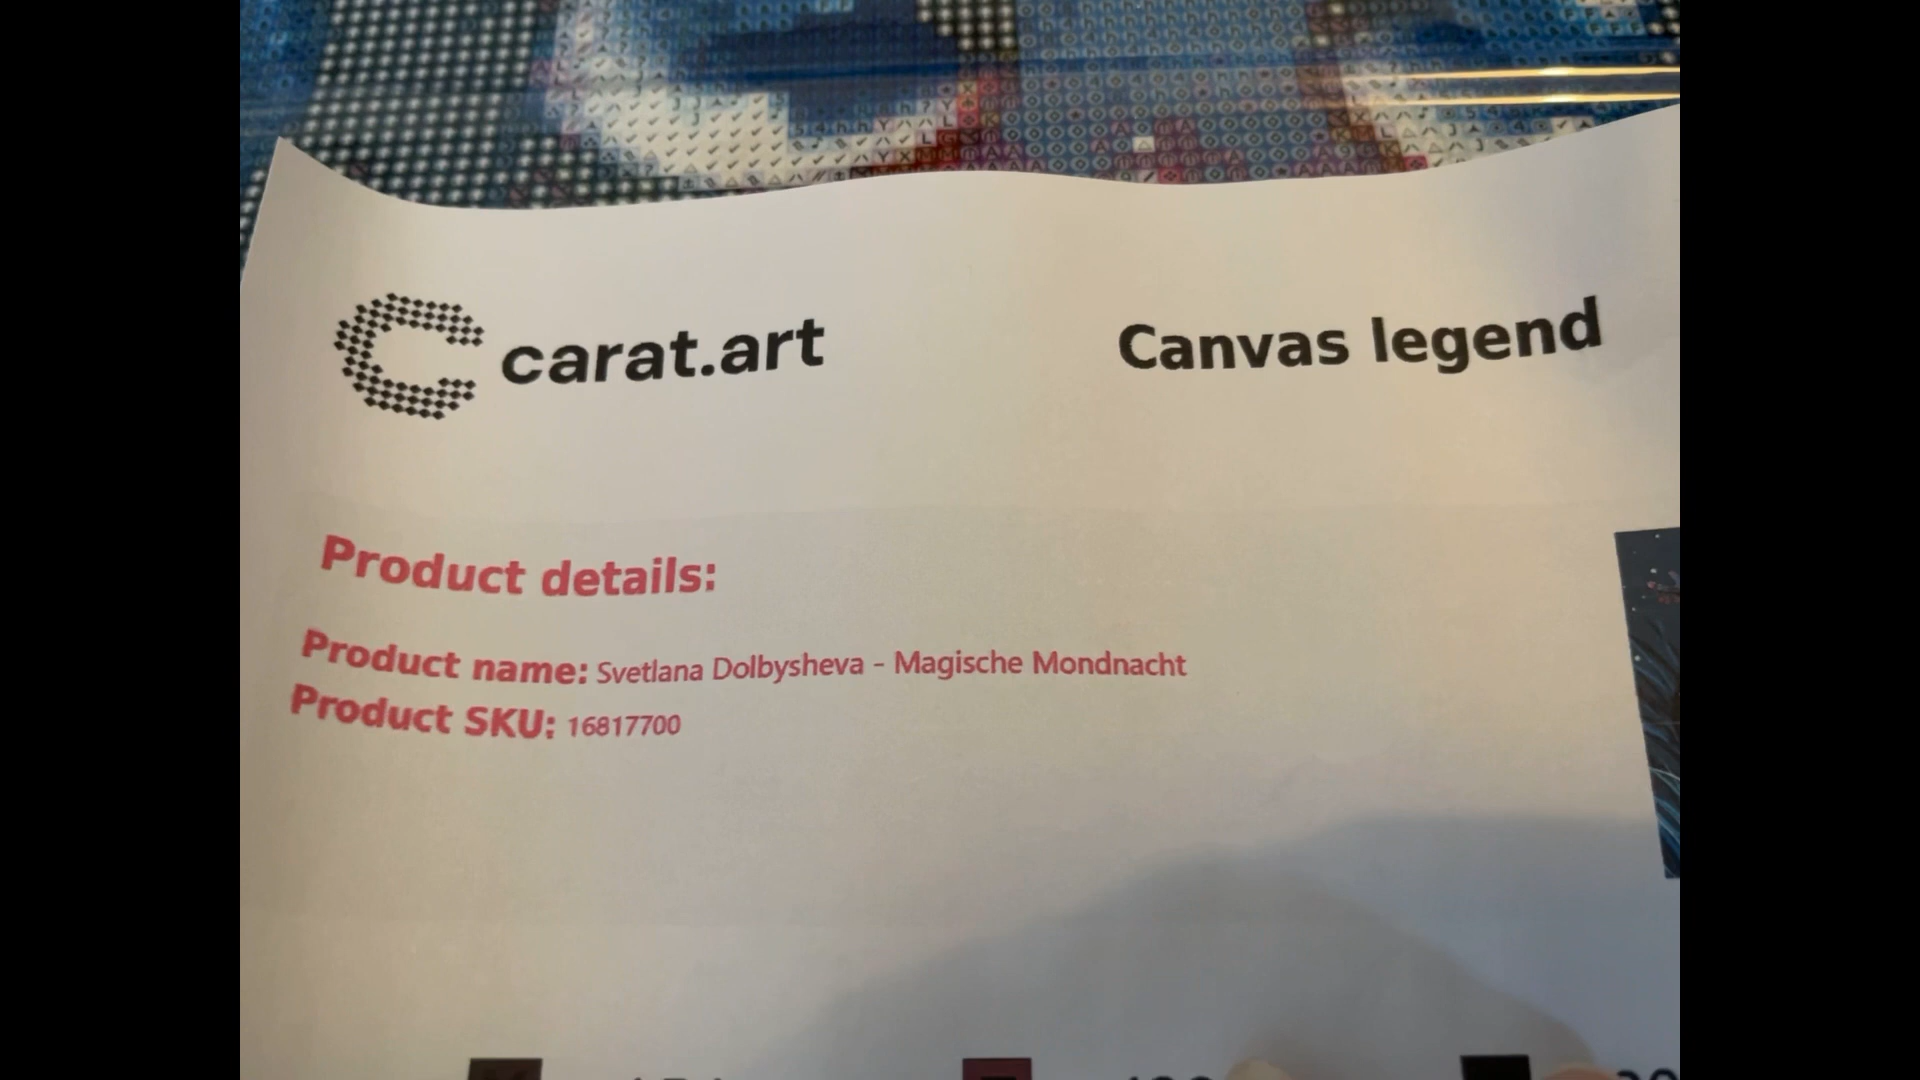 carat.art
Canvas legend
Product details:
Product name: Svetlana Dolbysheva - Magische Mondnacht
Product SKU: 16817700